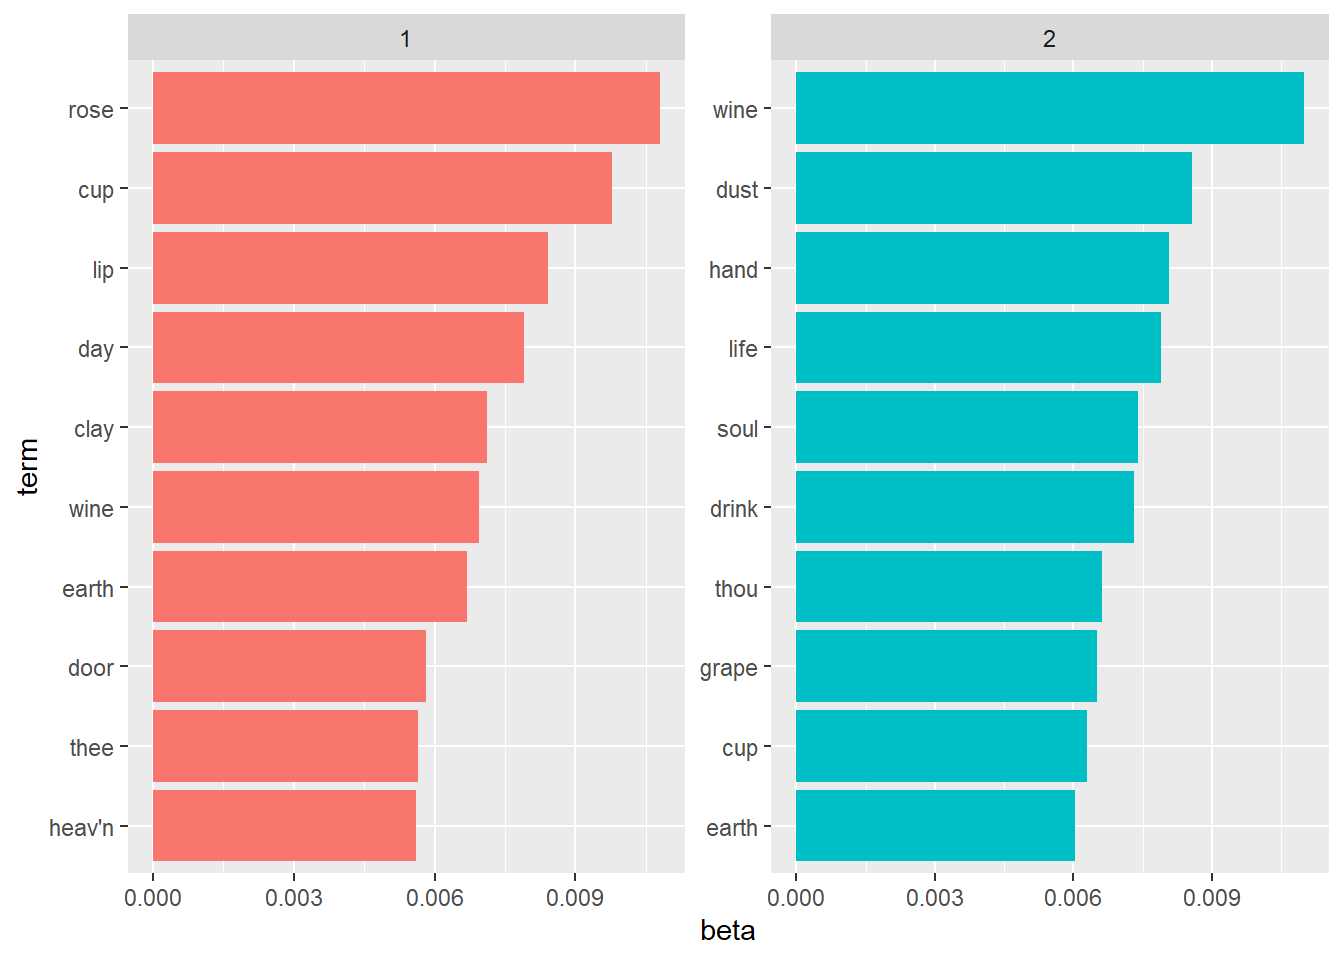 1
rose
cup
lip
day
clay
wine
earth
door
thee
heav'n
0.000 0.003 0.006 0.009
2
wine
dust
hand
life
soul
drink
thou
grape
cup
earth
0.000 0.003 0.006 0.009
term
beta